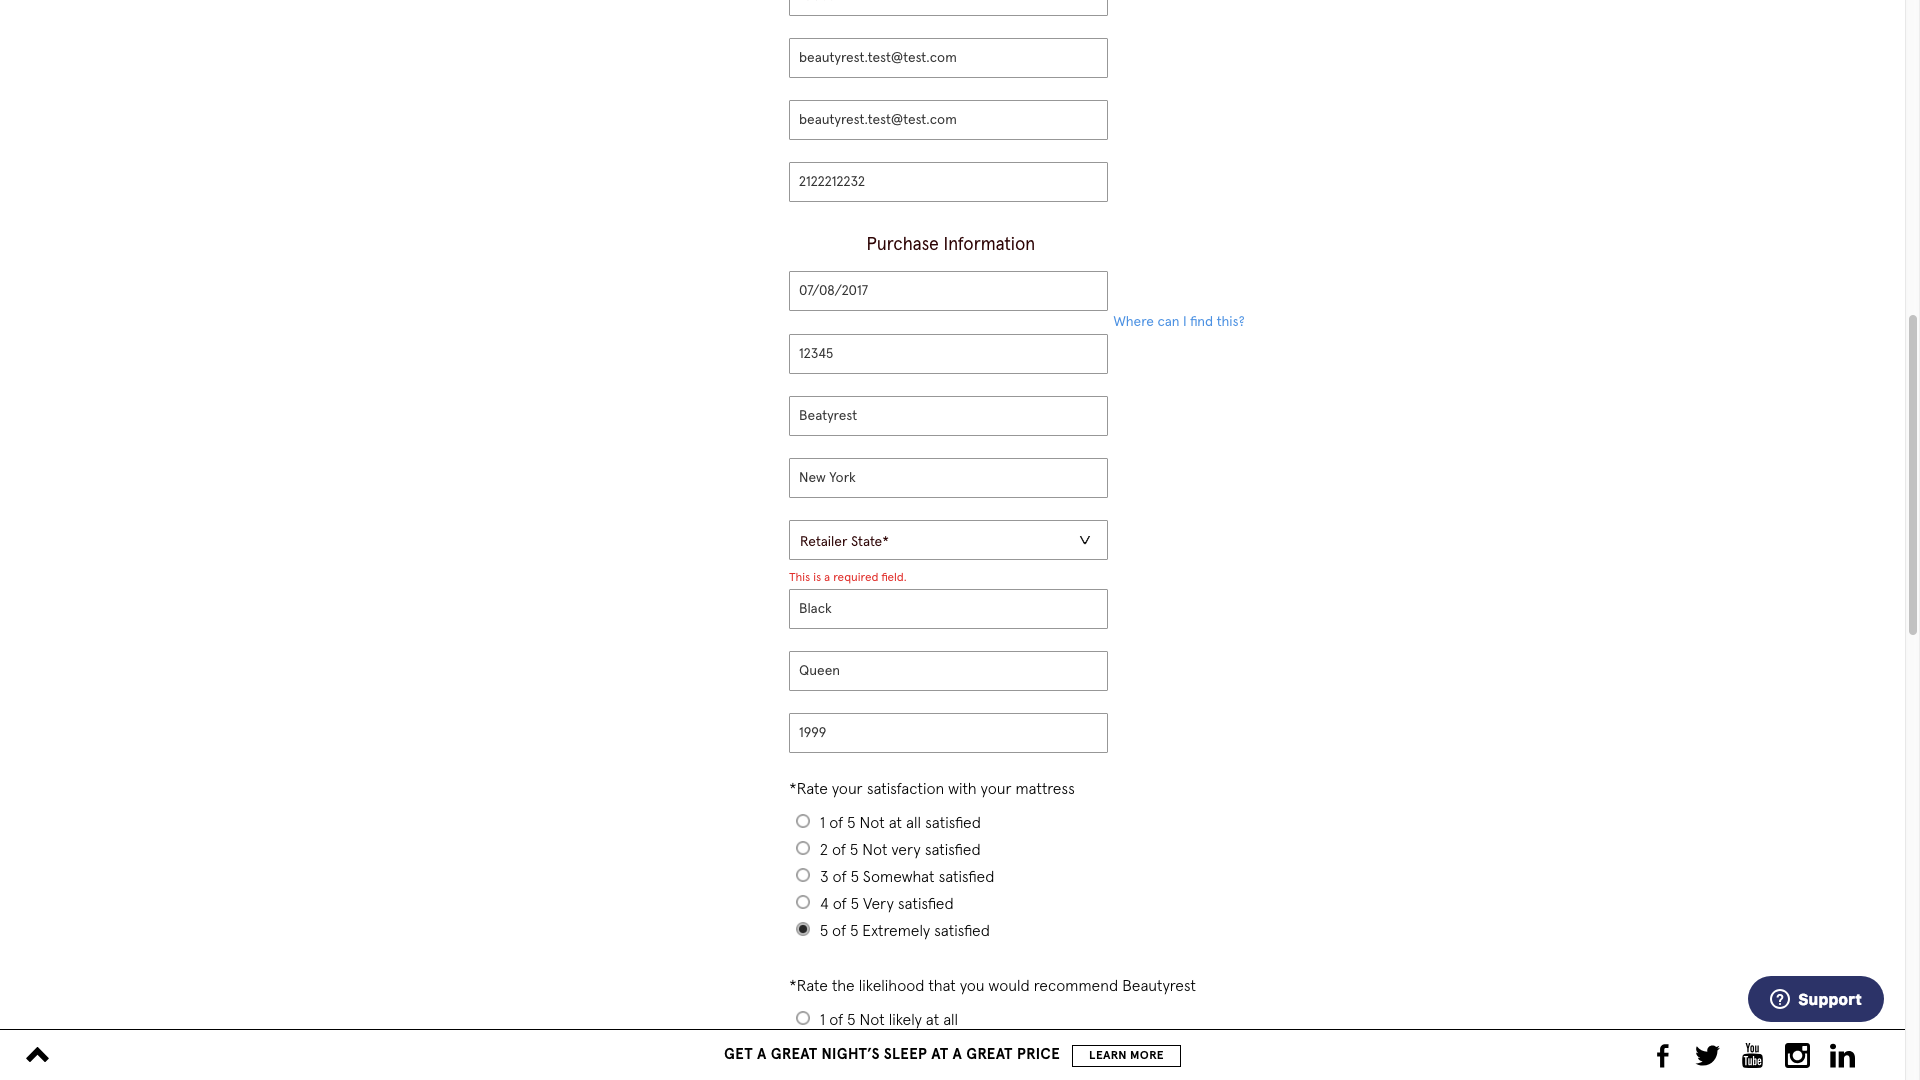 beautyrest.test@test.com
beautyrest.test@test.com
2122212232
Purchase Information
07/08/2017
Where can I find this?
12345
Beatyrest
New York
Retailer State*
This is a required field.
Black
Queen
1999
*Rate your satisfaction with your mattress
1 of 5 Not at all satisfied
2 of 5 Not very satisfied
3 of 5 Somewhat satisfied
4 of 5 Very satisfied
5 of 5 Extremely satisfied
*Rate the likelihood that you would recommend Beautyrest
1 of 5 Not likely at all
Support
GET A GREAT NIGHT'S SLEEP AT A GREAT PRICE LEARN MORE
You Tube
in